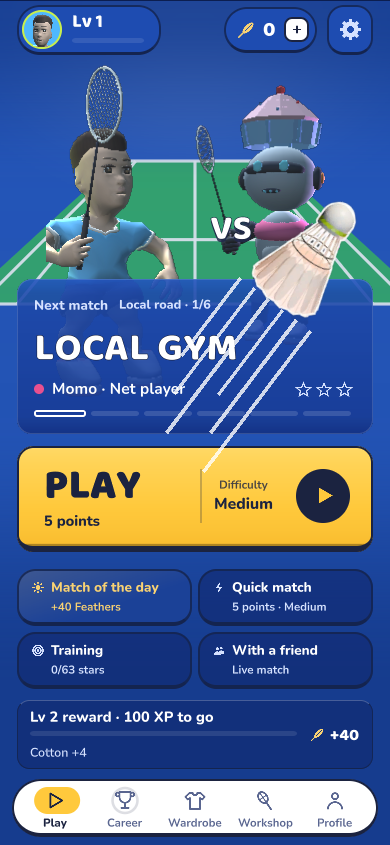 Lv 1
0
+
VS
Next match Local road · 1/6
LOCAL GYM
Momo · Net player
PLAY
5 points
Difficulty
Medium
Match of the day
+40 Feathers
Quick match
5 points · Medium
Training
0/63 stars
With a friend
Live match
Lv 2 reward · 100 XP to go
+40
Cotton +4
Play
Career
Wardrobe
Workshop
Profile